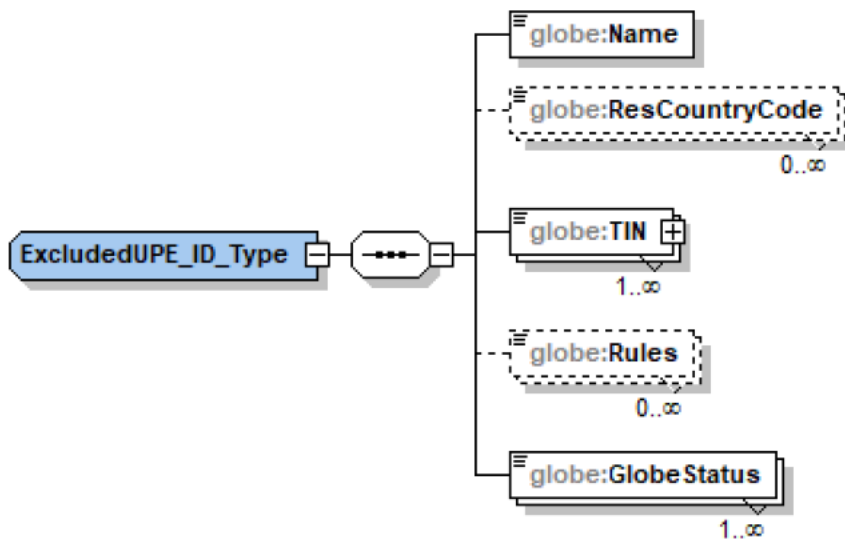 globe:Name
globe:ResCountryCode
0..∞
globe:TIN
1..∞
ExcludedUPE_ID_Type
globe:Rules
0..∞
globe:GlobeStatus
1..∞